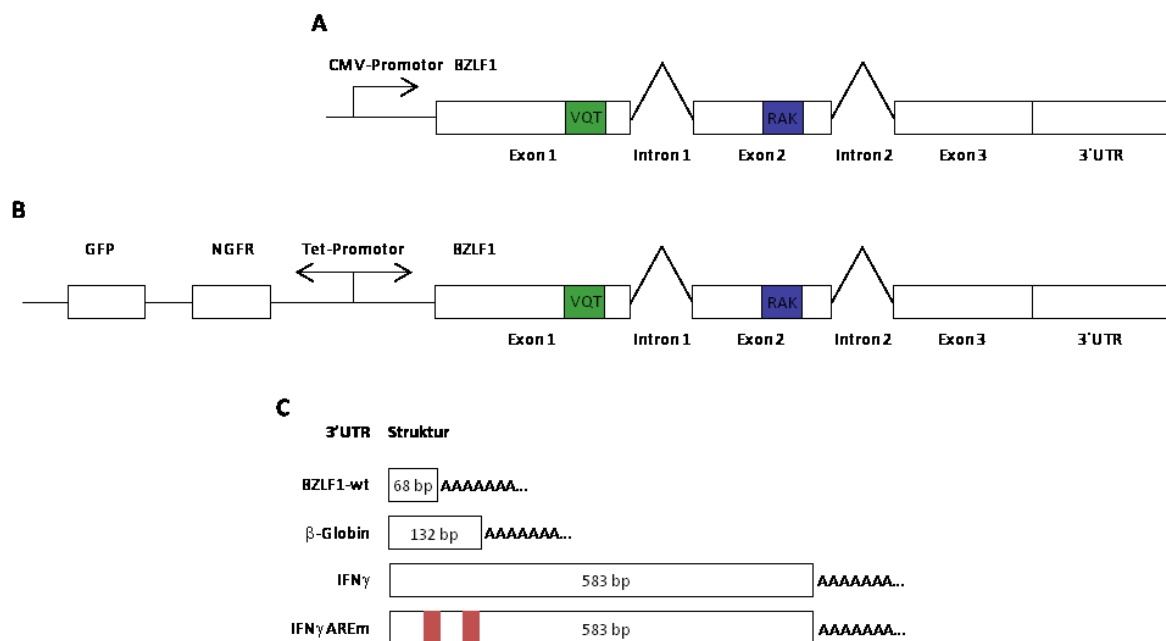 A
CMV-Promotor BZLF1
VQT RAK
Exon 1 Intron 1 Exon 2 Intron 2 Exon 3 3'UTR
B
GFP NGFR Tet-Promotor BZLF1
VQT RAK
Exon 1 Intron 1 Exon 2 Intron 2 Exon 3 3'UTR
C
3'UTR Struktur
BZLF1-wt 68 bp AAAAAAA...
β-Globin 132 bp AAAAAAA...
IFNγ 583 bp AAAAAAA...
IFNγ AREm 583 bp AAAAAAA...